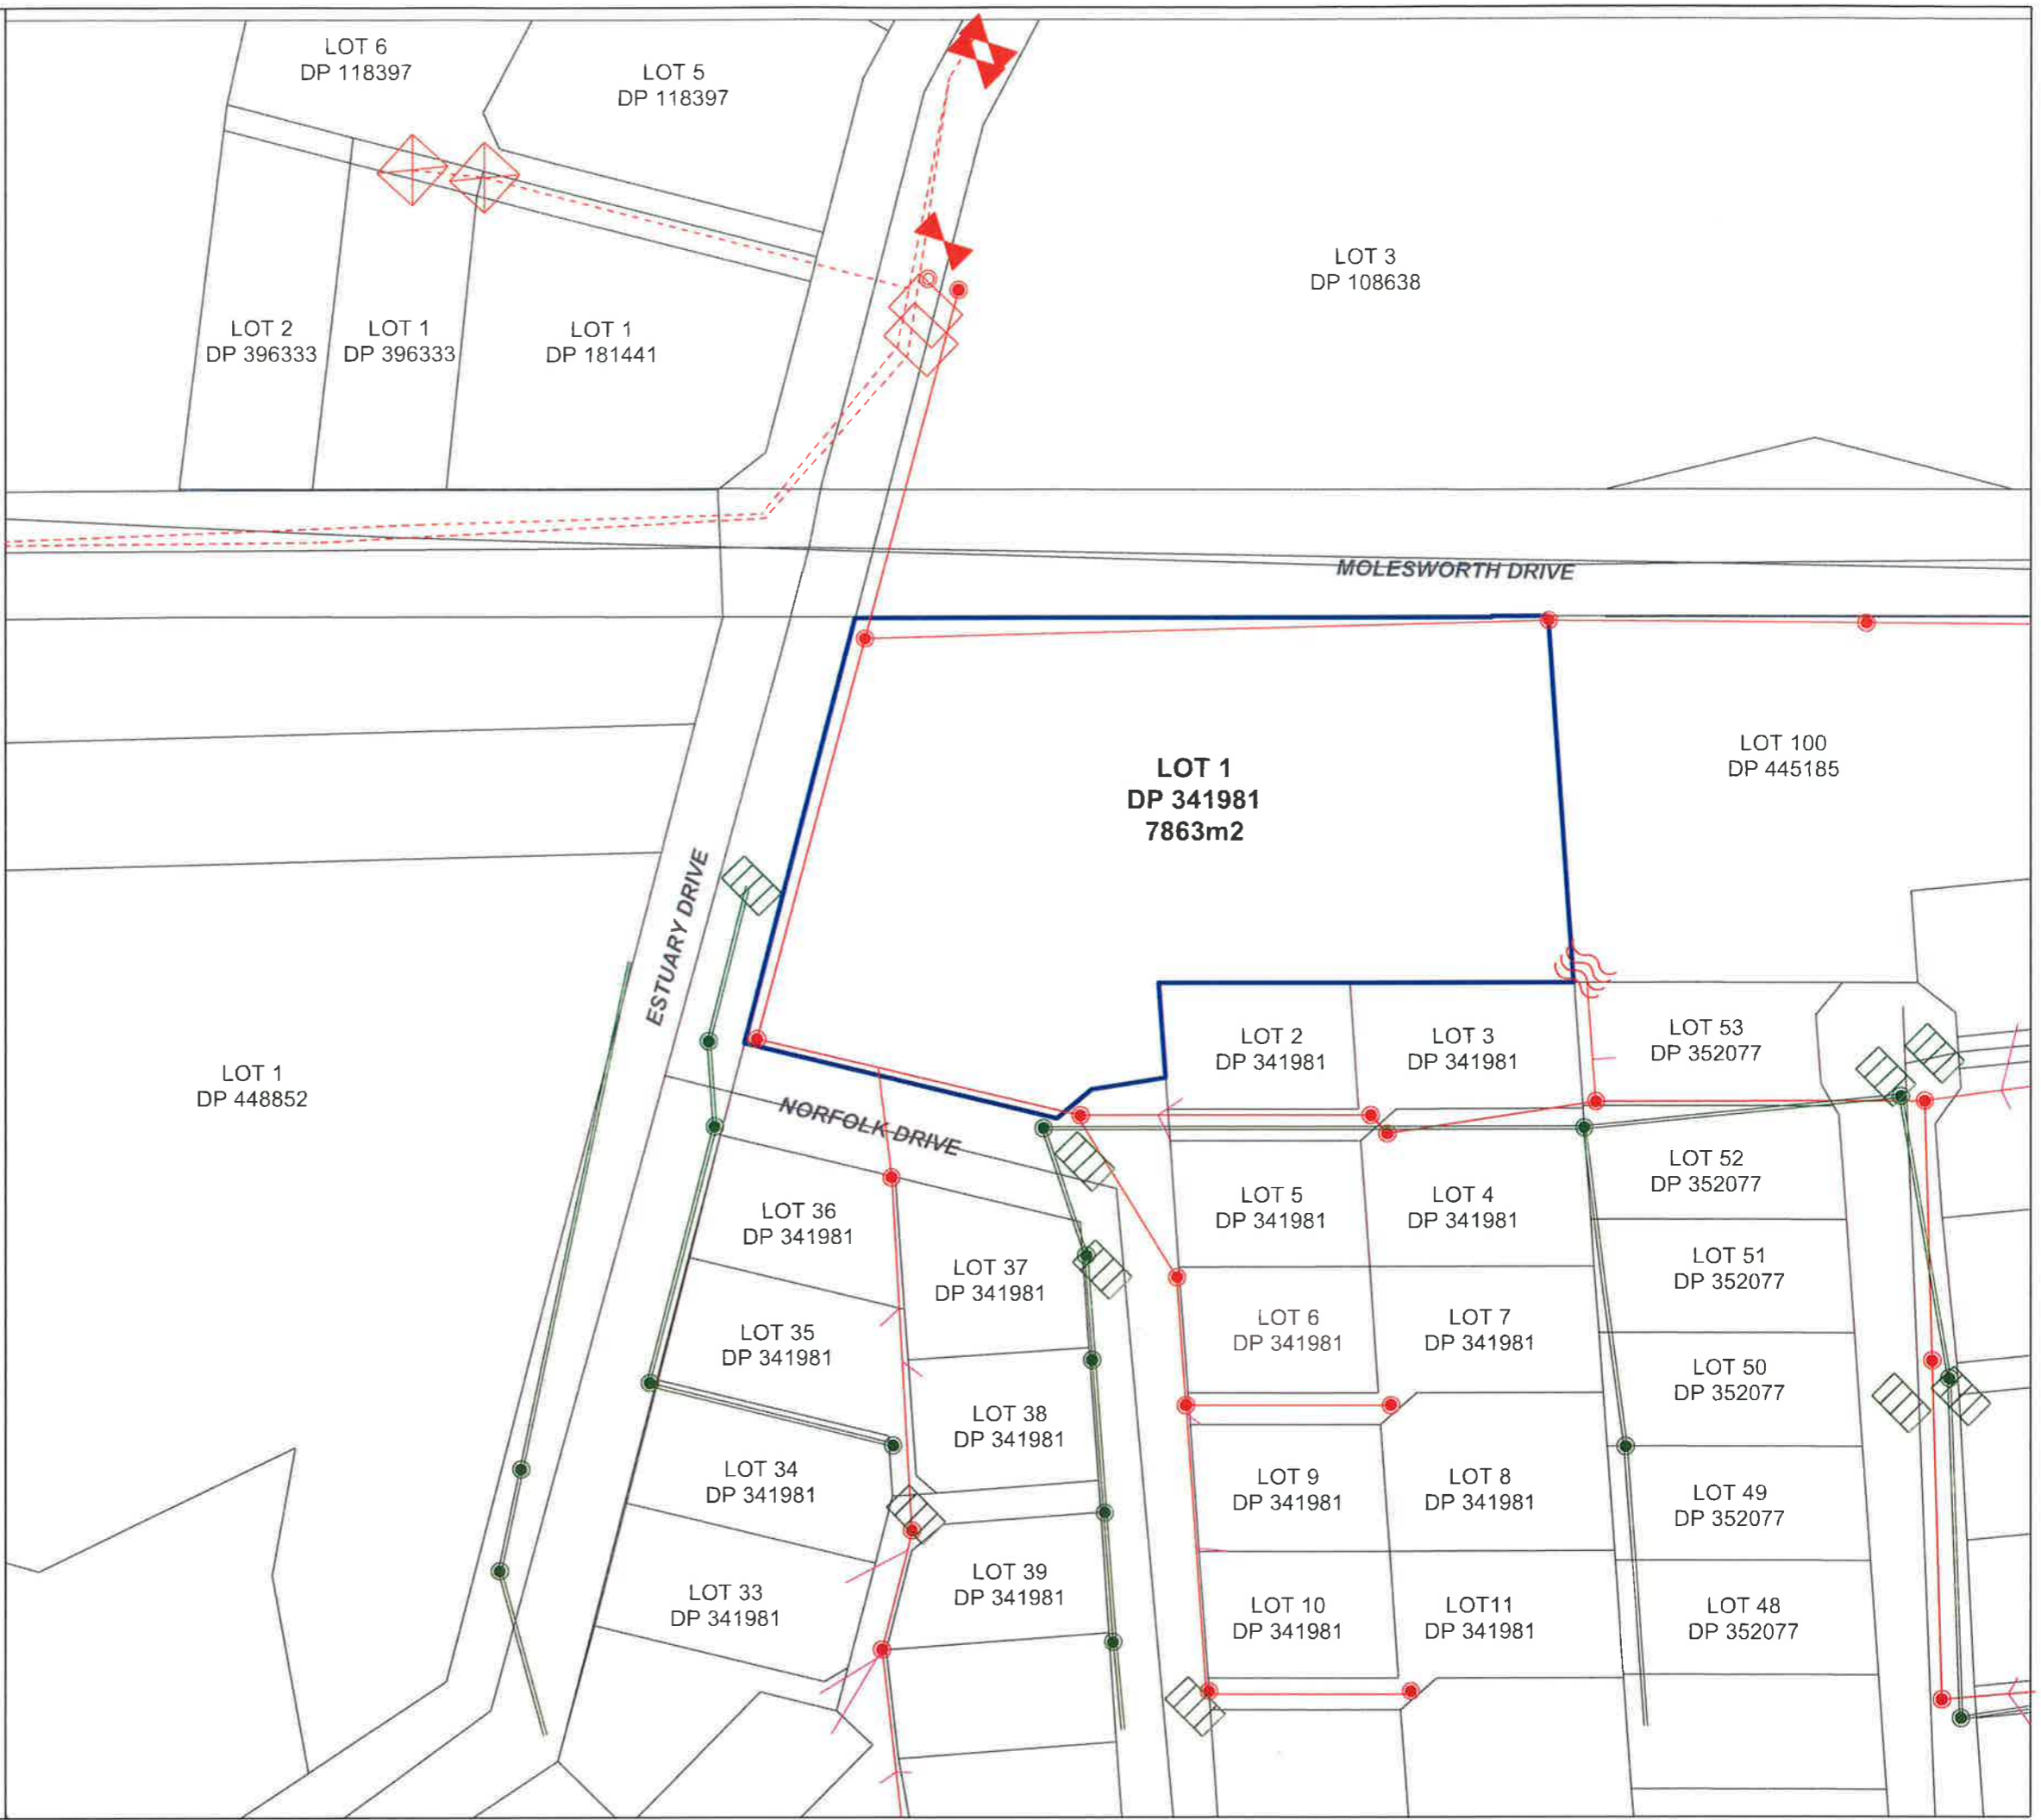 LOT 6
DP 118397
LOT 5
DP 118397
LOT 3
DP 108638
LOT 2
DP 396333
LOT 1
DP 396333
LOT 1
DP 181441
MOLESWORTH DRIVE
LOT 1
DP 341981
7863m2
LOT 100
DP 445185
ESTUARY DRIVE
LOT 1
DP 448852
LOT 2
DP 341981
LOT 3
DP 341981
LOT 53
DP 352077
NORFOLK DRIVE
LOT 52
DP 352077
LOT 5
DP 341981
LOT 4
DP 341981
LOT 36
DP 341981
LOT 37
DP 341981
LOT 51
DP 352077
LOT 6
DP 341981
LOT 7
DP 341981
LOT 35
DP 341981
LOT 50
DP 352077
LOT 38
DP 341981
LOT 34
DP 341981
LOT 9
DP 341981
LOT 8
DP 341981
LOT 49
DP 352077
LOT 39
DP 341981
LOT 33
DP 341981
LOT 10
DP 341981
LOT11
DP 341981
LOT 48
DP 352077